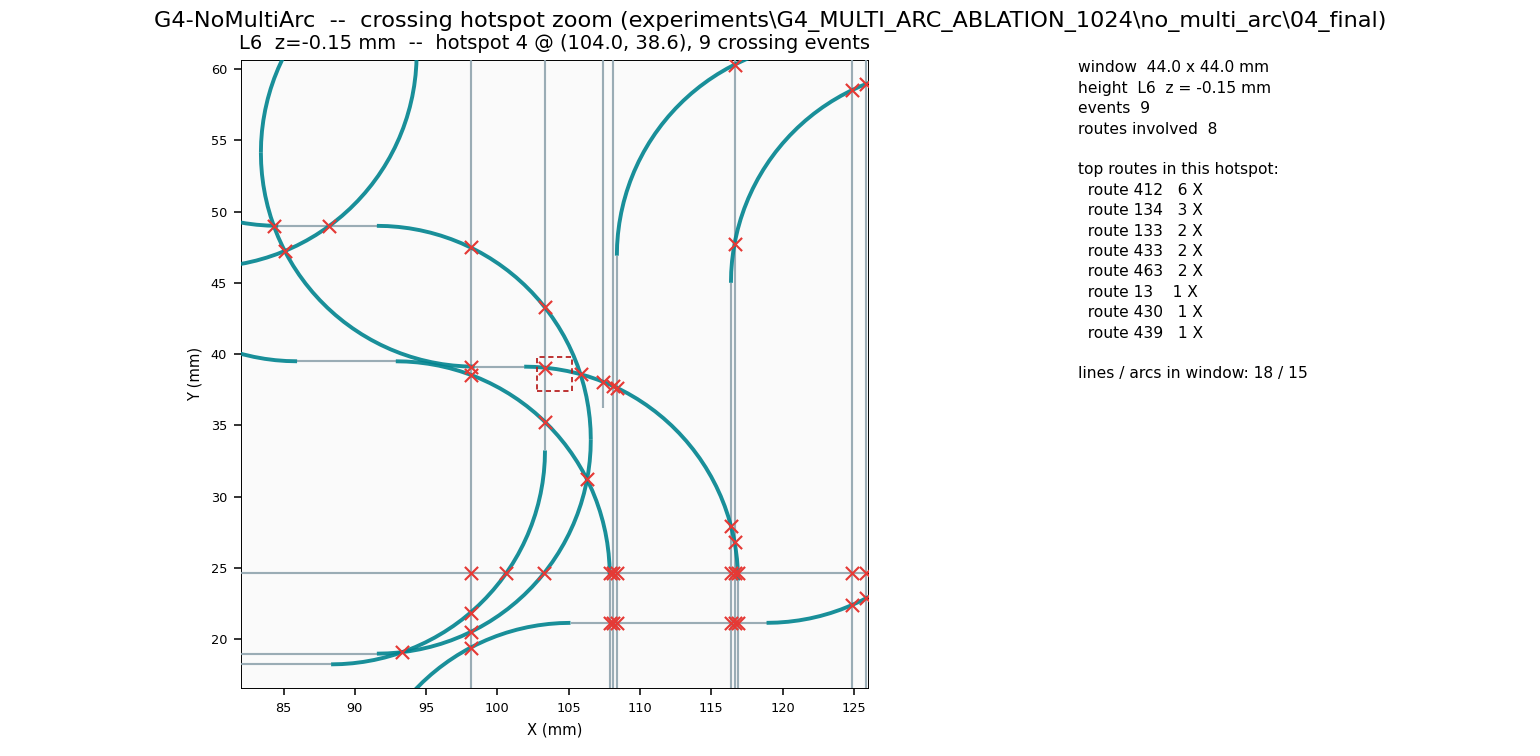 G4-NoMultiArc  --  crossing hotspot zoom (experiments\G4_MULTI_ARC_ABLATION_1024\no_multi_arc\04_final)
L6  z=-0.15 mm  --  hotspot 4 @ (104.0, 38.6), 9 crossing events
60
55
50
45
40
35
30
25
20
Y (mm)
85
90
95
100
105
110
115
120
125
X (mm)
window  44.0 x 44.0 mm
height  L6  z = -0.15 mm
events  9
routes involved  8
top routes in this hotspot:
route 412   6 X
route 134   3 X
route 133   2 X
route 433   2 X
route 463   2 X
route 13    1 X
route 430   1 X
route 439   1 X
lines / arcs in window: 18 / 15